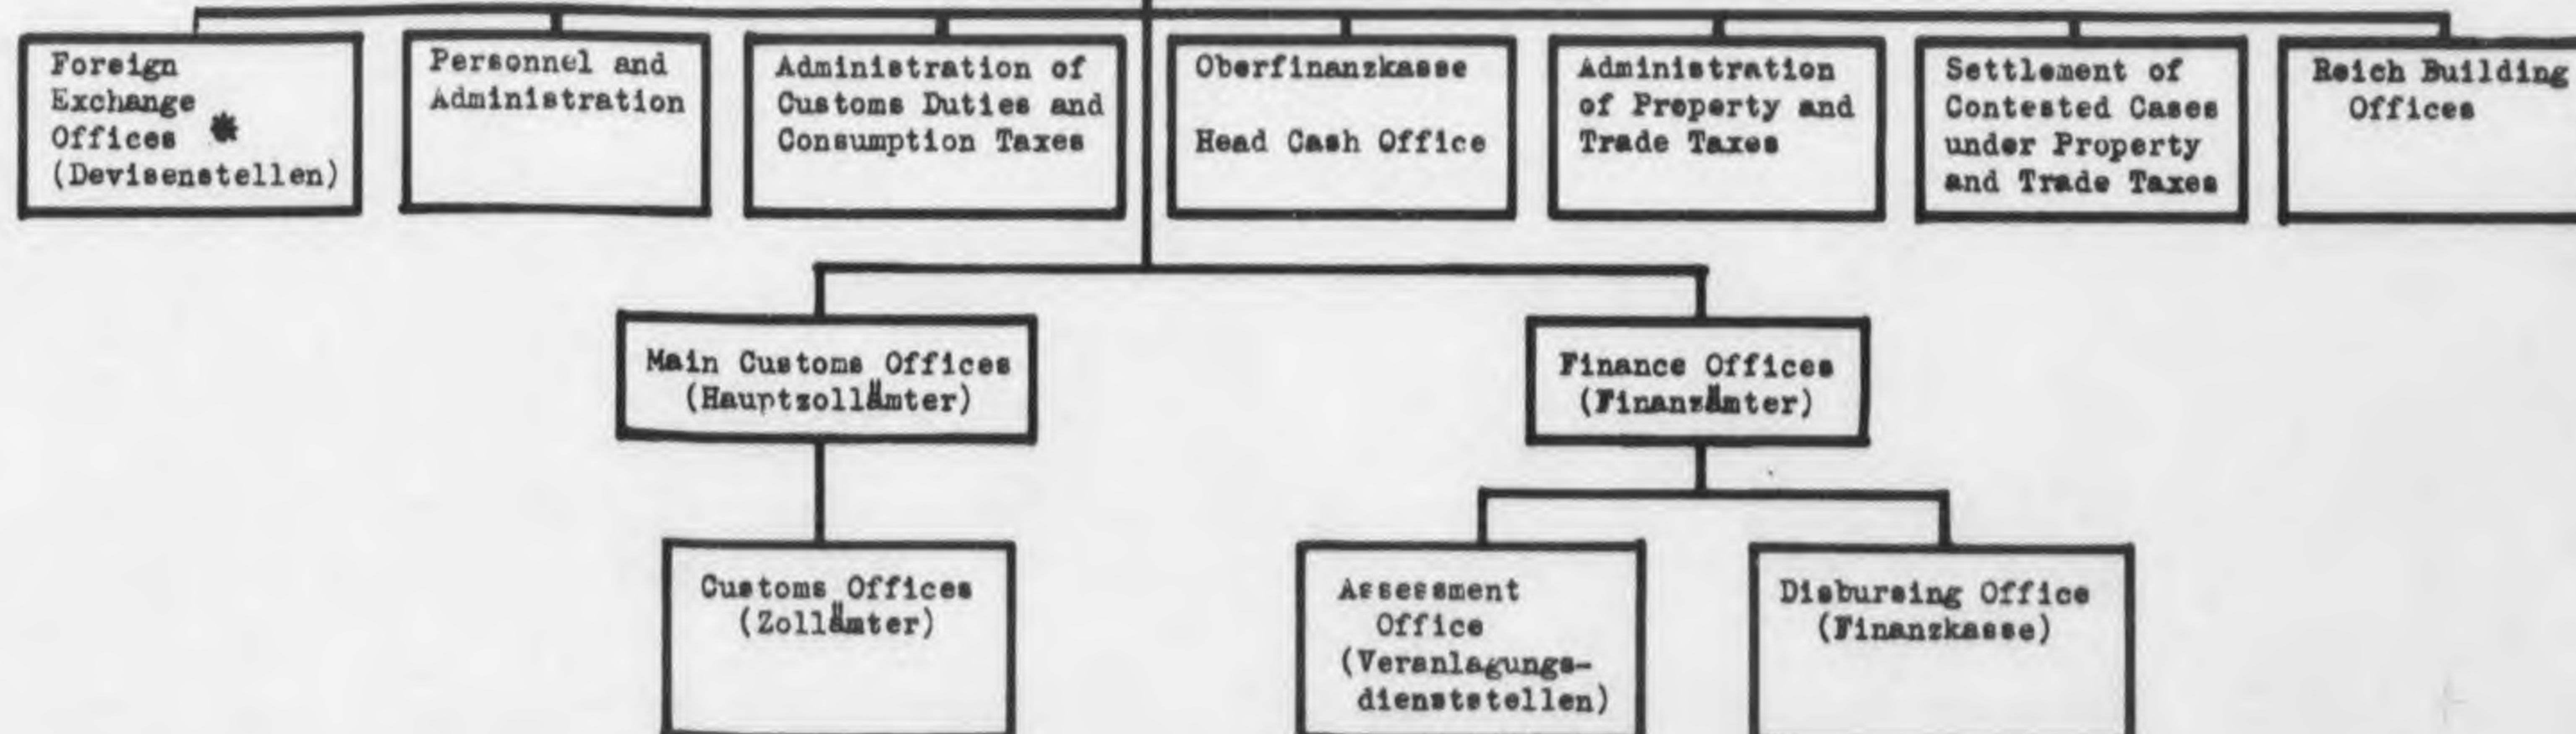 Foreign
Exchange
Offices *
(Devisenstellen)
Personnel and
Administration
Administration of
Customs Duties and
Consumption Taxes
Oberfinanzkasse
Head Cash Office
Administration
of Property and
Trade Taxes
Settlement of
Contested Cases
under Property
and Trade Taxes
Reich Building
Offices
Main Customs Offices
(Hauptzollämter)
Finance Offices
(Finanzämter)
Customs Offices
(Zollämter)
Assessment
Office
(Veranlagungs-
dienststellen)
Disbursing Office
(Finanzkasse)